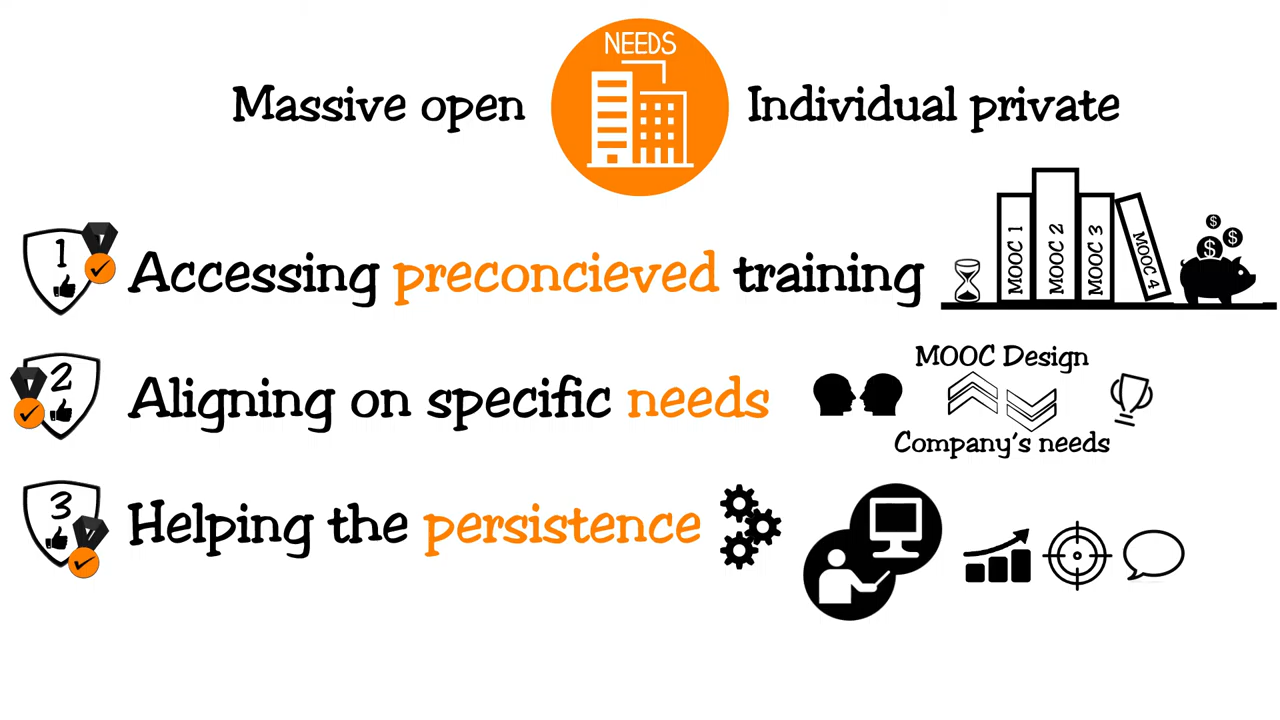 NEEDS
Massive open
Individual private
1
Accessing preconcieved training
MOOC 1
MOOC 2
MOOC 3
MOOC 4
$
$
$
2
Aligning on specific needs
MOOC Design
Company's needs
3
Helping the persistence